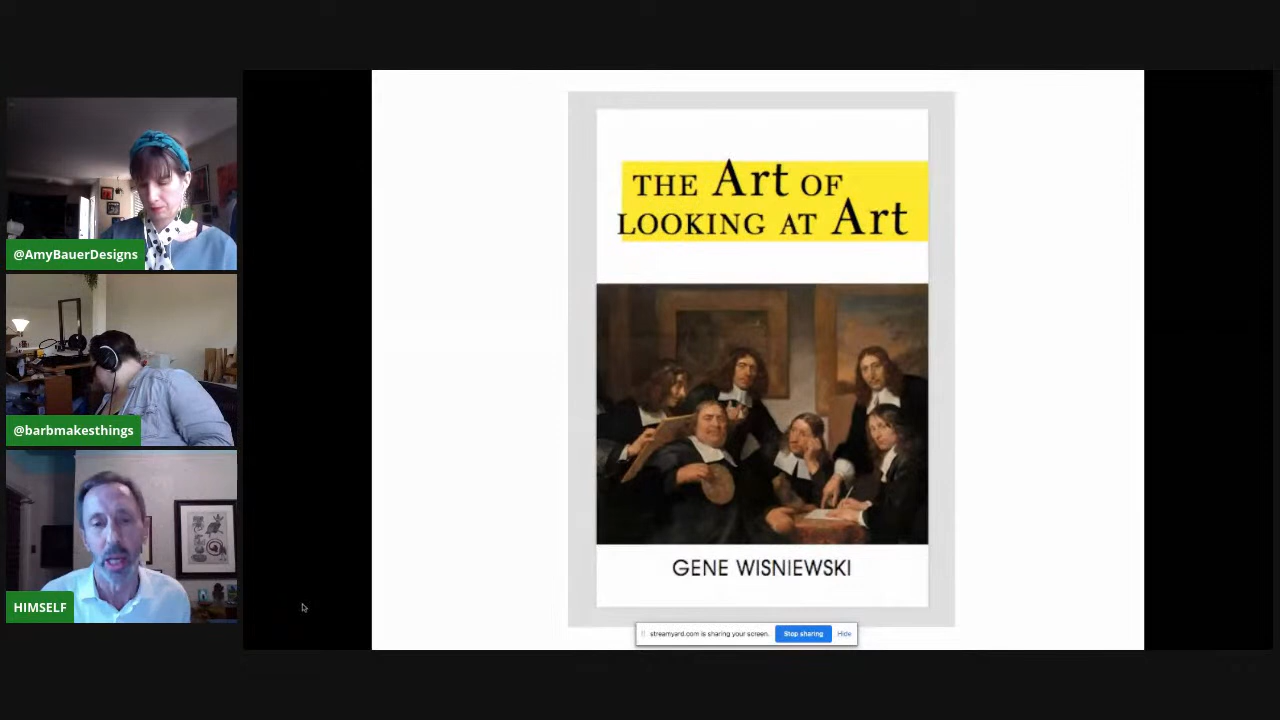 @AmyBauerDesigns
@barbmakesthings
HIMSELF
THE Art OF
LOOKING AT Art
GENE WISNIEWSKI
streamyard.com is sharing your screen.
Stop sharing
Hide